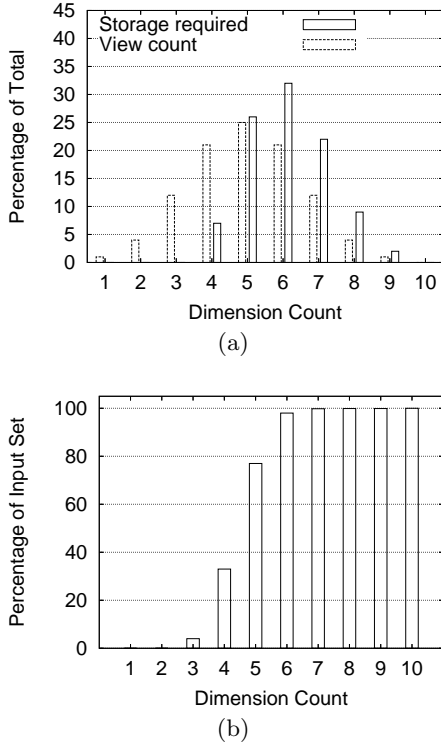 45
40
35
30
25
20
15
10
5
0
Percentage of Total
Storage required
View count
1 2 3 4 5 6 7 8 9 10
Dimension Count
(a)
100
80
60
40
20
0
Percentage of Input Set
1 2 3 4 5 6 7 8 9 10
Dimension Count
(b)